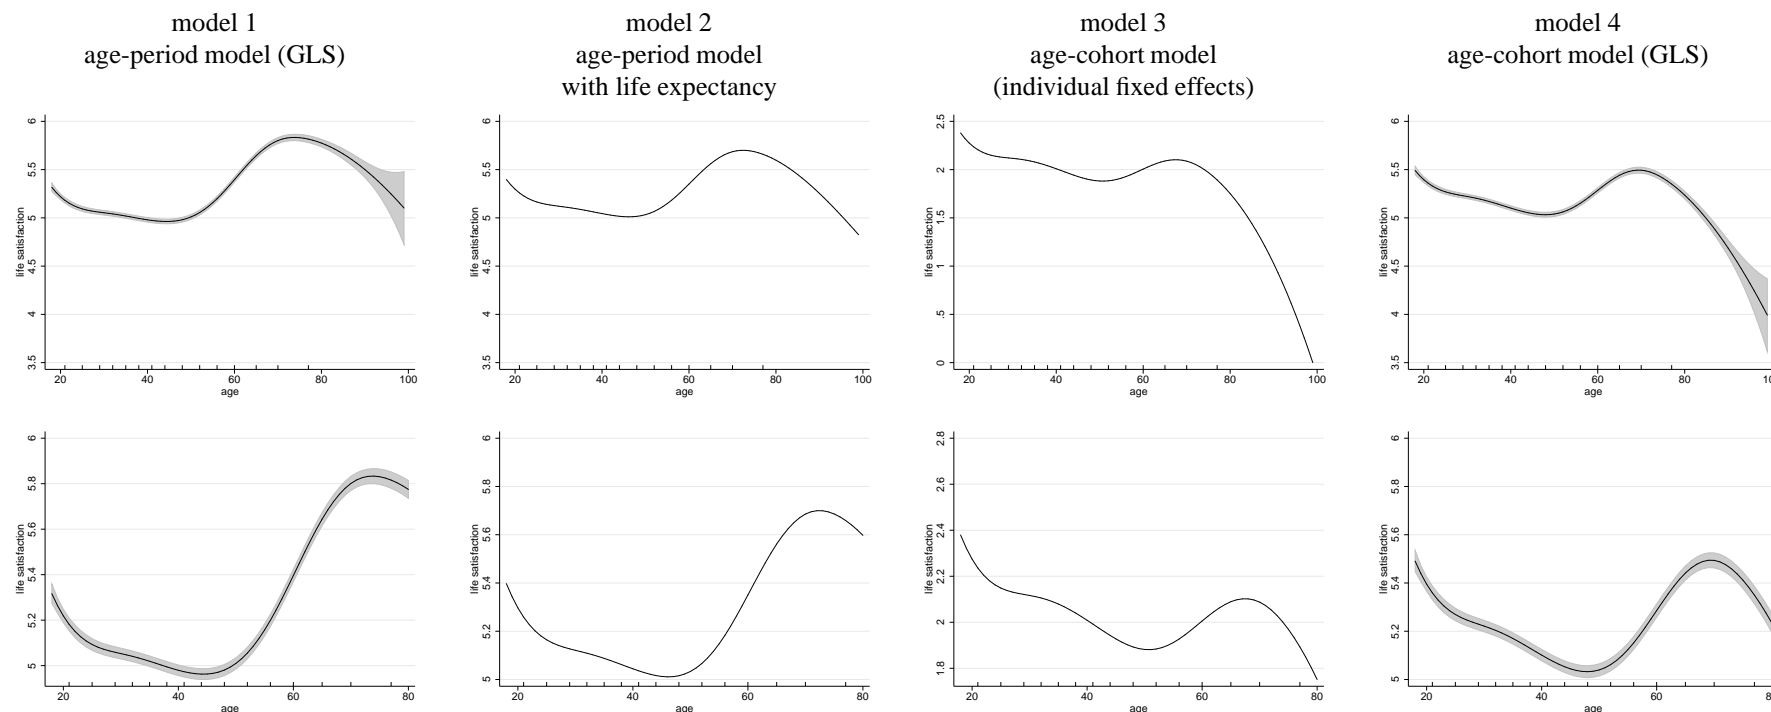 model 1
age-period model (GLS)
model 2
age-period model
with life expectancy
model 3
age-cohort model
(individual fixed effects)
model 4
age-cohort model (GLS)
life satisfaction
3.5 4 4.5 5 5.5 6
20 40 60 80 100
age
life satisfaction
3.5 4 4.5 5 5.5 6
20 40 60 80 100
age
life satisfaction
0 .5 1 1.5 2 2.5
20 40 60 80 100
age
life satisfaction
3.5 4 4.5 5 5.5 6
20 40 60 80 10
age
life satisfaction
5 5.2 5.4 5.6 5.8 6
20 40 60 80
age
life satisfaction
5 5.2 5.4 5.6 5.8 6
20 40 60 80
age
life satisfaction
1.8 2 2.2 2.4 2.6 2.8
20 40 60 80
age
life satisfaction
5 5.2 5.4 5.6 5.8 6
20 40 60 80
age